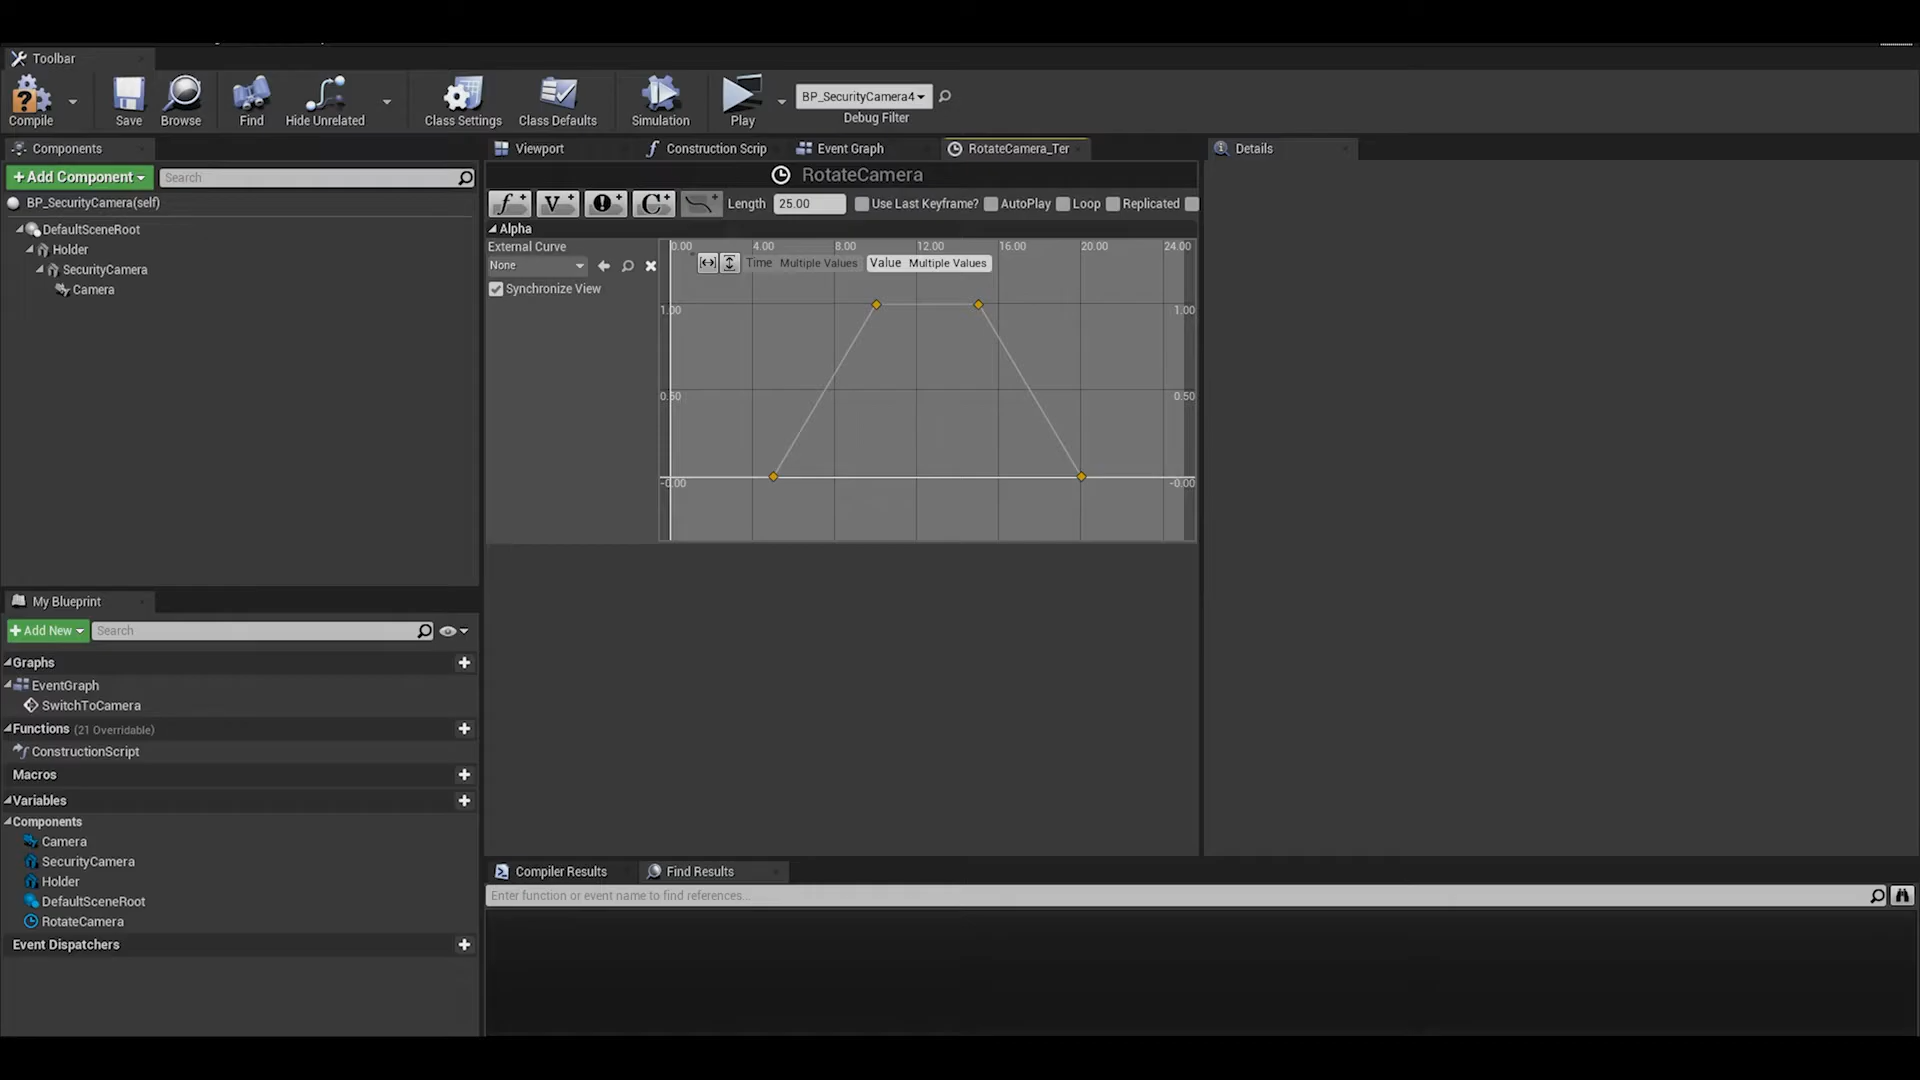 Toolbar
Compile
Save
Browse
Find
Hide Unrelated
Class Settings
Class Defaults
Simulation
Play
BP_SecurityCamera4
Debug Filter
Components
Viewport
Construction Scrip
Event Graph
RotateCamera_Ter
Details
+Add Component
Search
RotateCamera
BP_SecurityCamera(self)
Length 25.00 Use Last Keyframe? AutoPlay Loop Replicated
DefaultSceneRoot
Holder
SecurityCamera
Camera
Alpha
External Curve
None
Synchronize View
0.00 4.00 8.00 12.00 16.00 20.00 24.00
Time Multiple Values Value Multiple Values
1.00 1.00
0.50 0.50
-0.00 -0.00
My Blueprint
+Add New
Search
Graphs
EventGraph
SwitchToCamera
Functions (21 Overridable)
ConstructionScript
Macros
Variables
Components
Camera
SecurityCamera
Holder
DefaultSceneRoot
RotateCamera
Event Dispatchers
Compiler Results
Find Results
Enter function or event name to find references...